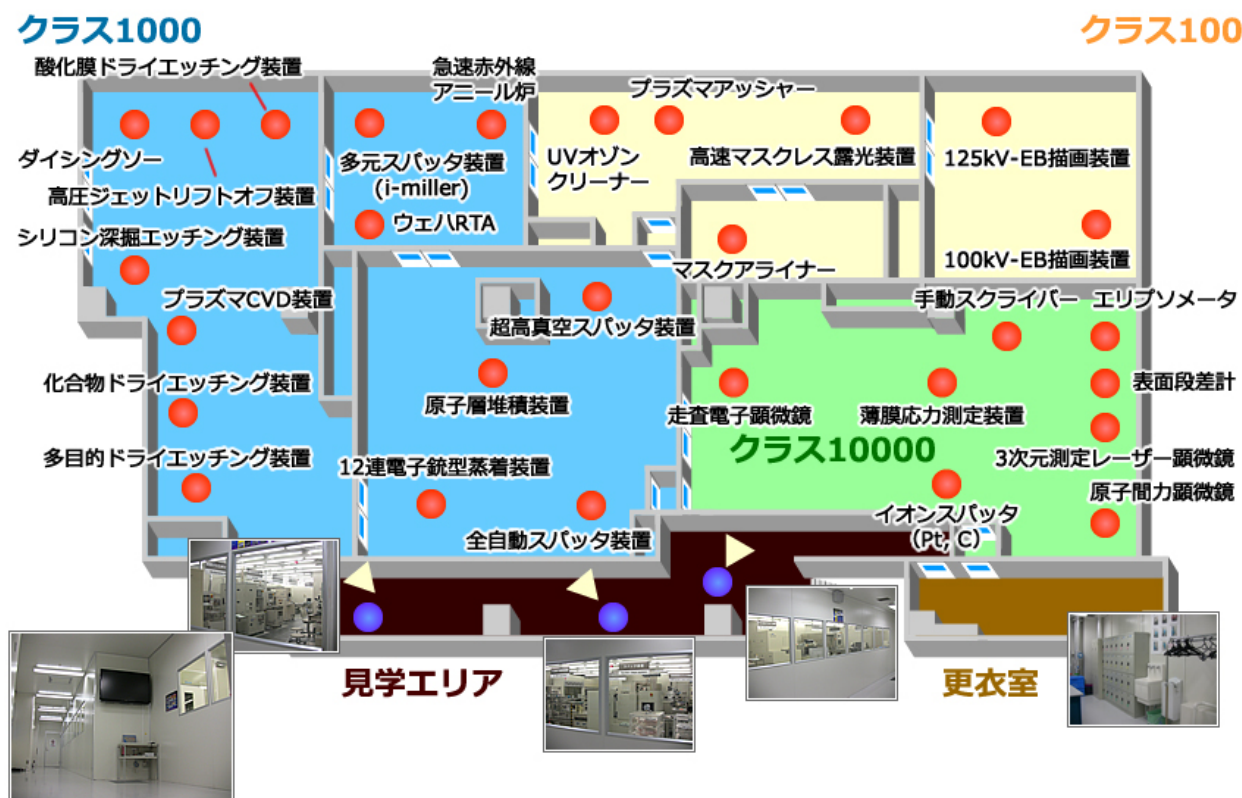 クラス1000
クラス100
酸化膜ドライエッチング装置
急速赤外線
アニール炉
プラズマアッシャー
ダイシングソー
多元スパッタ装置
(i-miller)
UVオゾン
クリーナー
高速マスクレス露光装置
125kV-EB描画装置
高圧ジェットリフトオフ装置
ウェハRTA
シリコン深掘エッチング装置
マスクアライナー
100kV-EB描画装置
プラズマCVD装置
超高真空スパッタ装置
手動スクライバー
エリプソメータ
化合物ドライエッチング装置
原子層堆積装置
走査電子顕微鏡
薄膜応力測定装置
表面段差計
クラス10000
多目的ドライエッチング装置
12連電子銃型蒸着装置
3次元測定レーザー顕微鏡
原子間力顕微鏡
全自動スパッタ装置
イオンスパッタ
(Pt, C)
見学エリア
更衣室